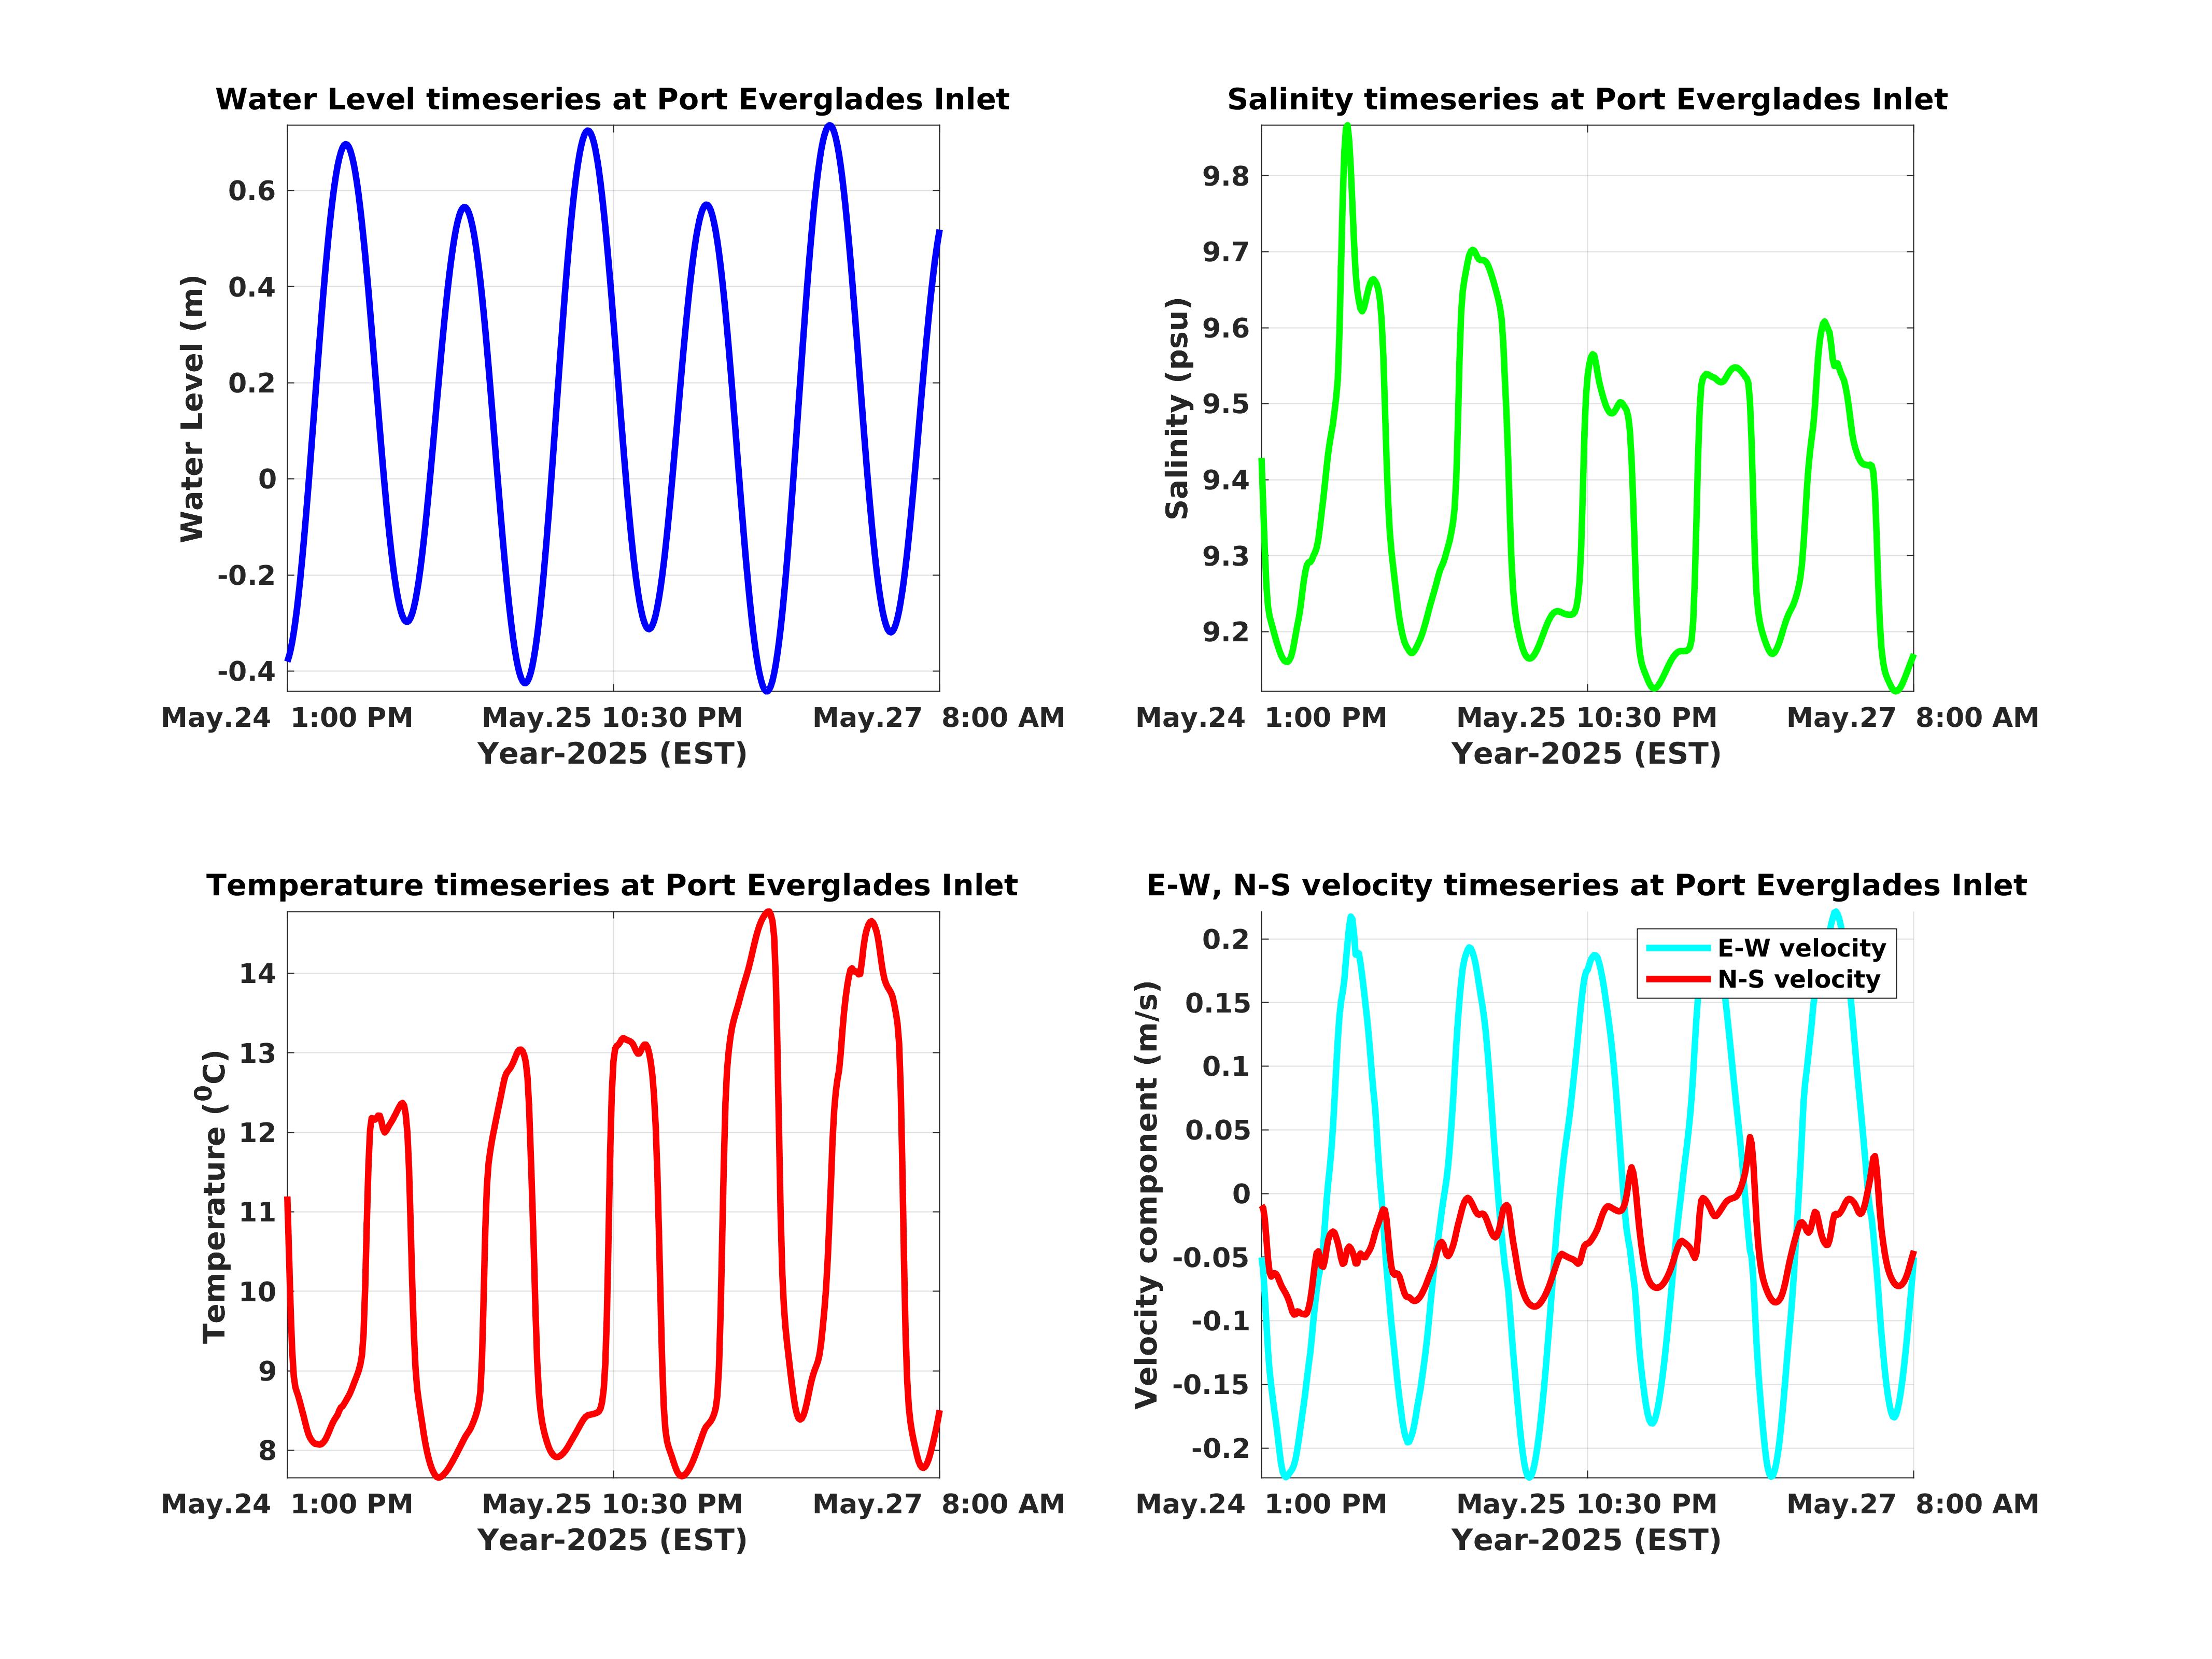 Water Level timeseries at Port Everglades Inlet
Water Level (m)
0.6
0.4
0.2
0
-0.2
-0.4
May.24 1:00 PM May.25 10:30 PM May.27 8:00 AM
Year-2025 (EST)
Salinity timeseries at Port Everglades Inlet
Salinity (psu)
9.8
9.7
9.6
9.5
9.4
9.3
9.2
May.24 1:00 PM May.25 10:30 PM May.27 8:00 AM
Year-2025 (EST)
Temperature timeseries at Port Everglades Inlet
Temperature (⁰C)
14
13
12
11
10
9
8
May.24 1:00 PM May.25 10:30 PM May.27 8:00 AM
Year-2025 (EST)
E-W, N-S velocity timeseries at Port Everglades Inlet
Velocity component (m/s)
0.2
0.15
0.1
0.05
0
-0.05
-0.1
-0.15
-0.2
E-W velocity
N-S velocity
May.24 1:00 PM May.25 10:30 PM May.27 8:00 AM
Year-2025 (EST)